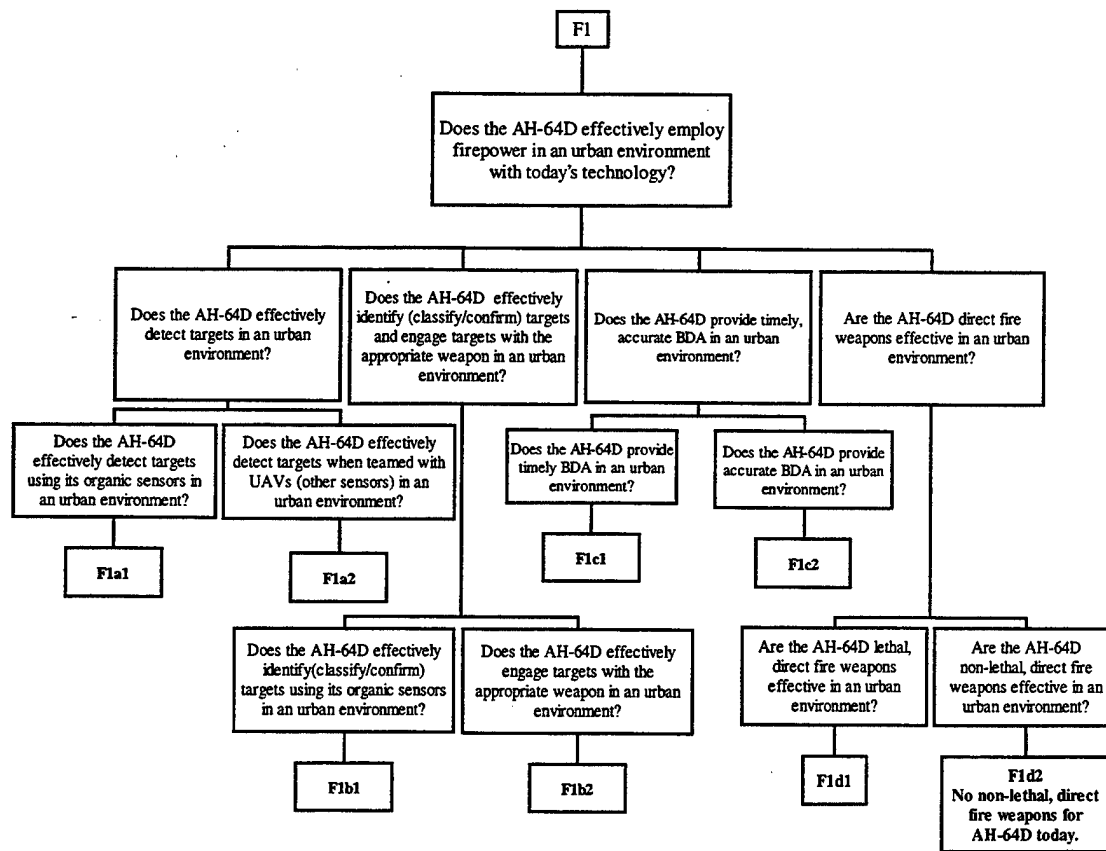 F1
Does the AH-64D effectively employ
firepower in an urban environment
with today's technology?
Does the AH-64D effectively
detect targets in an urban
environment?
Does the AH-64D effectively
identify (classify/confirm) targets
and engage targets with the
appropriate weapon in an urban
environment?
Does the AH-64D provide timely,
accurate BDA in an urban
environment?
Are the AH-64D direct fire
weapons effective in an urban
environment?
Does the AH-64D
effectively detect targets
using its organic sensors in
an urban environment?
Does the AH-64D effectively
detect targets when teamed with
UAVs (other sensors) in an
urban environment?
Does the AH-64D provide
timely BDA in an urban
environment?
Does the AH-64D provide
accurate BDA in an urban
environment?
F1a1
F1a2
F1c1
F1c2
Does the AH-64D effectively
identify(classify/confirm)
targets using its organic sensors
in an urban environment?
Does the AH-64D effectively
engage targets with the
appropriate weapon in an urban
environment?
Are the AH-64D lethal,
direct fire weapons
effective in an urban
environment?
Are the AH-64D
non-lethal, direct fire
weapons effective in an
urban environment?
F1b1
F1b2
F1d1
F1d2
No non-lethal, direct
fire weapons for
AH-64D today.